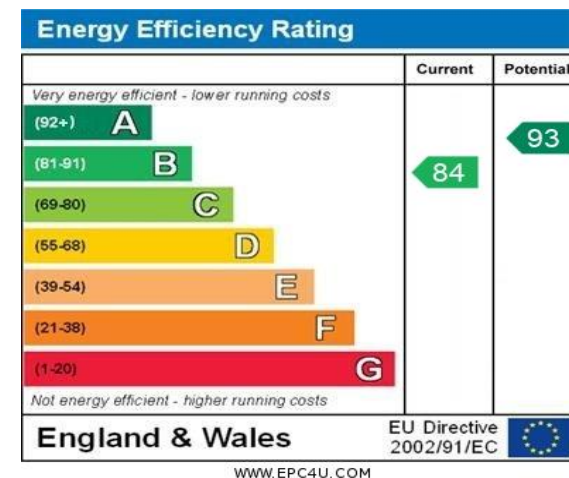 Energy Efficiency Rating
Current Potential
Very energy efficient - lower running costs
(92+) A
93
(81-91) B
84
(69-80) C
(55-68) D
(39-54) E
(21-38) F
(1-20) G
Not energy efficient - higher running costs
England & Wales
EU Directive
2002/91/EC
WWW.EPC4U.COM